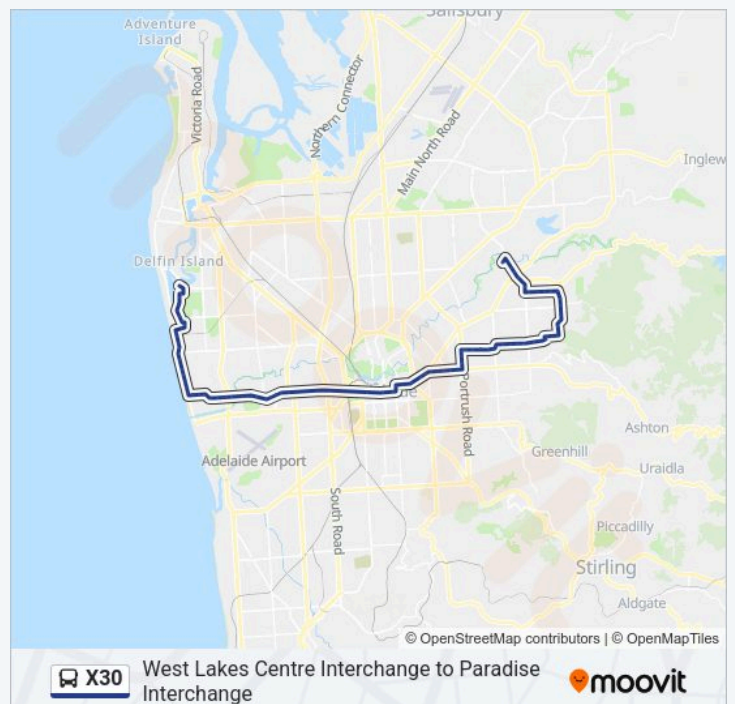 Salisbury
Adventure
Island
Victoria Road
Northern Connector
Main North Road
Inglew
Delfin Island
Portrush Road
Ashton
Adelaide Airport
Greenhill
Uraidla
South Road
Piccadilly
Stirling
Aldgate
© OpenStreetMap contributors | © OpenMapTiles
X30
West Lakes Centre Interchange to Paradise
Interchange
moovit